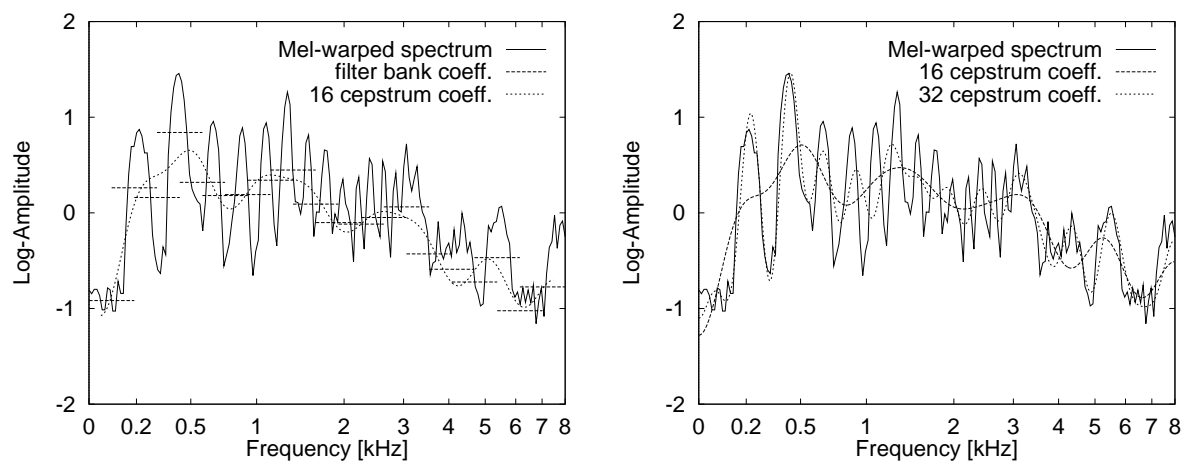 2
1
0
-1
-2
Log-Amplitude
Mel-warped spectrum
filter bank coeff.
16 cepstrum coeff.
0 0.2 0.5 1 2 3 4 5 6 7 8
Frequency [kHz]
2
1
0
-1
-2
Log-Amplitude
Mel-warped spectrum
16 cepstrum coeff.
32 cepstrum coeff.
0 0.2 0.5 1 2 3 4 5 6 7 8
Frequency [kHz]